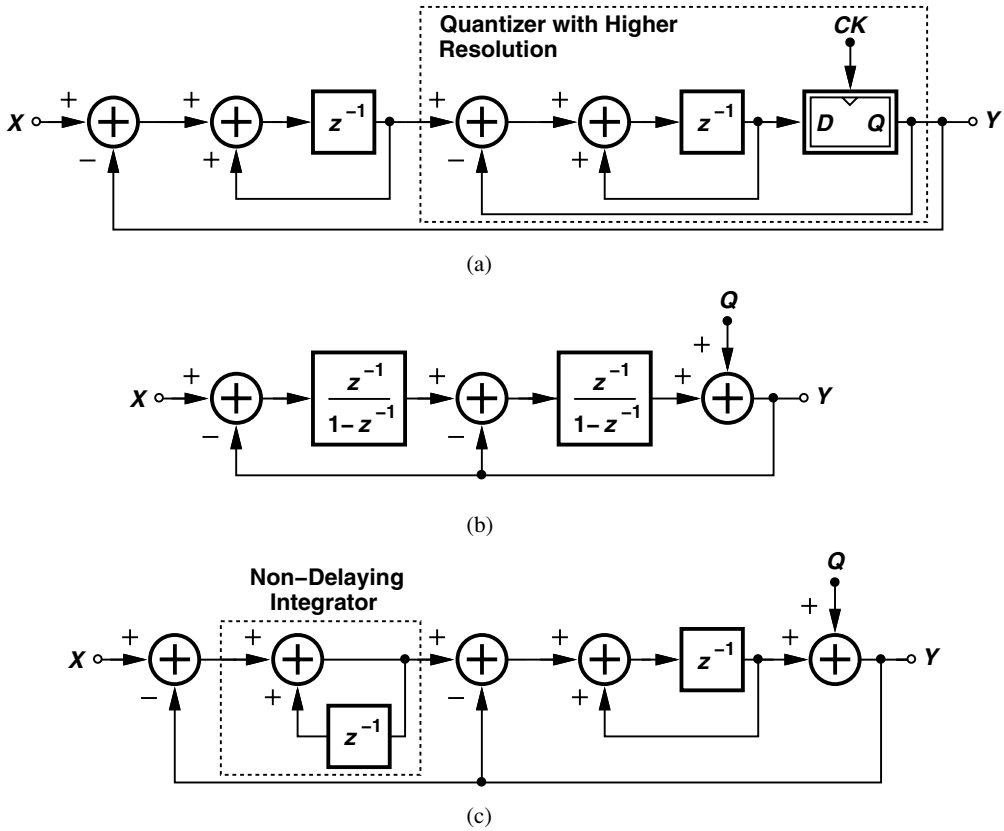 Quantizer with Higher
Resolution
CK
X + − + + z⁻¹ + − + + z⁻¹ D Q Y
(a)
Q
X + − z⁻¹ / 1−z⁻¹ + − z⁻¹ / 1−z⁻¹ + + Y
(b)
Non−Delaying
Integrator
Q
X + − + + z⁻¹ + − + + z⁻¹ + + Y
(c)